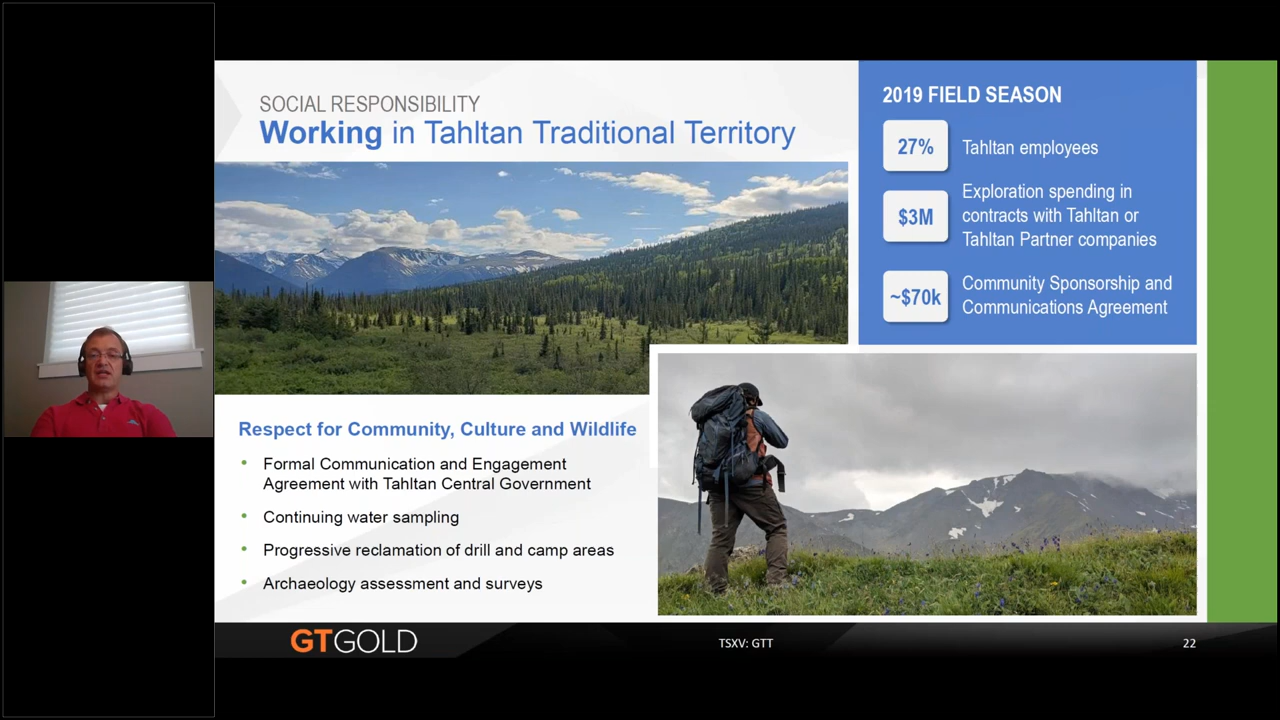 SOCIAL RESPONSIBILITY
Working in Tahltan Traditional Territory
2019 FIELD SEASON
27%
Tahltan employees
$3M
Exploration spending in
contracts with Tahltan or
Tahltan Partner companies
~$70k
Community Sponsorship and
Communications Agreement
Respect for Community, Culture and Wildlife
• Formal Communication and Engagement
Agreement with Tahltan Central Government
• Continuing water sampling
• Progressive reclamation of drill and camp areas
• Archaeology assessment and surveys
GTGOLD
TSXV: GTT
22